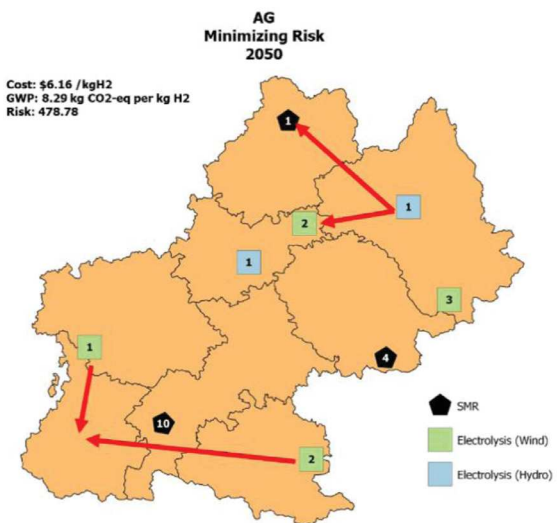 AG
Minimizing Risk
2050
Cost: $6.16 /kgH2
GWP: 8.29 kg CO2-eq per kg H2
Risk: 478.78
1
1
2
1
3
1
4
10
2
SMR
Electrolysis (Wind)
Electrolysis (Hydro)